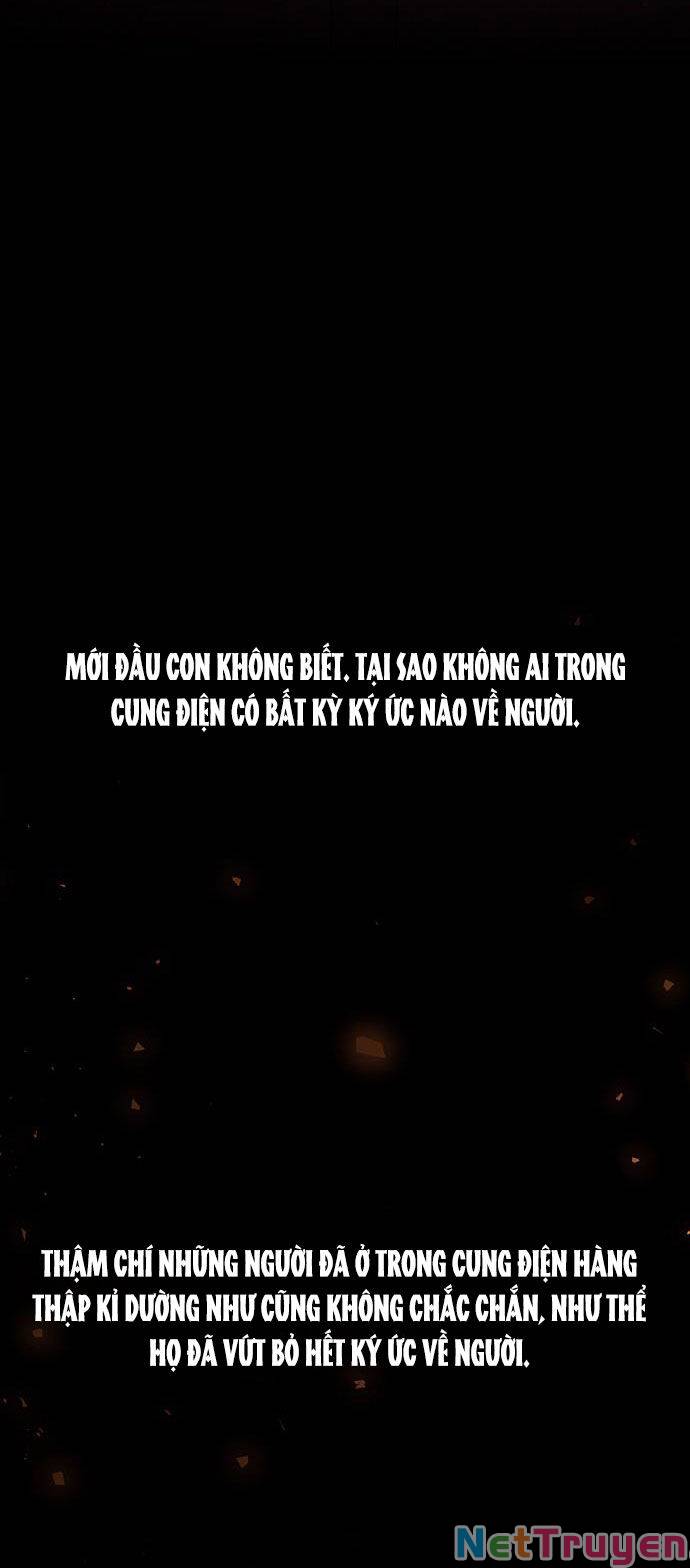 MỚI ĐẦU CON KHÔNG BIẾT. TẠI SAO KHÔNG AI TRONG
CUNG ĐIỆN CÓ BẤT KỲ KÝ ỨC NÀO VỀ NGƯỜI.
THẬM CHÍ NHỮNG NGƯỜI ĐÃ Ở TRONG CUNG ĐIỆN HÀNG
THẬP KỈ DƯỜNG NHƯ CŨNG KHÔNG CHẮC CHẮN, NHƯ THỂ
HỌ ĐÃ VỨT BỎ HẾT KÝ ỨC VỀ NGƯỜI.
NetTruyen